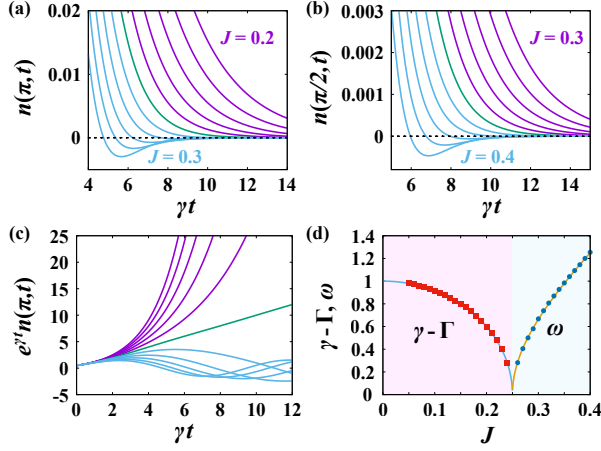 (a)
0.02
0.01
0
n(π,t)
J = 0.2
J = 0.3
4 6 8 10 12 14
γt
(b)
0.003
0.002
0.001
0
n(π/2,t)
J = 0.3
J = 0.4
6 8 10 12 14
γt
(c)
25
20
15
10
5
0
-5
e^{γt}n(π,t)
0 2 4 6 8 10 12
γt
(d)
1.4
1.2
1
0.8
0.6
0.4
0.2
0
γ-Γ, ω
γ-Γ
ω
0 0.1 0.2 0.3 0.4
J